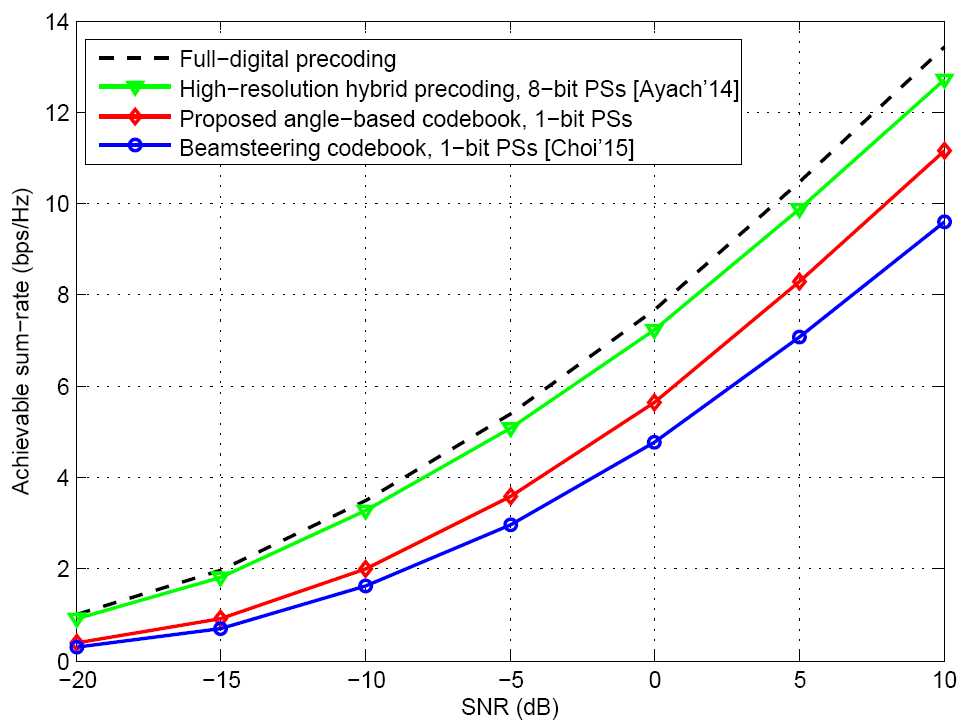 Full−digital precoding
High−resolution hybrid precoding, 8−bit PSs [Ayach’14]
Proposed angle−based codebook, 1−bit PSs
Beamsteering codebook, 1−bit PSs [Choi’15]
Achievable sum−rate (bps/Hz)
14
12
10
8
6
4
2
0
−20 −15 −10 −5 0 5 10
SNR (dB)